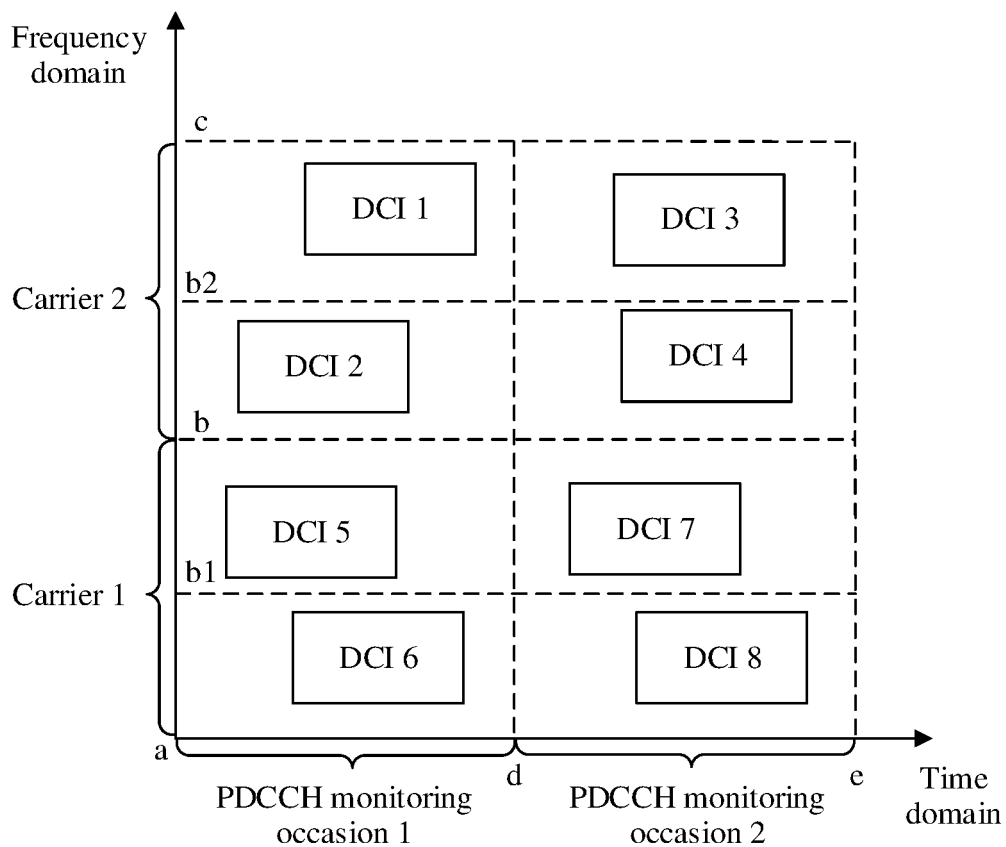 Frequency
domain
c
DCI 1
DCI 3
b2
Carrier 2
DCI 2
DCI 4
b
DCI 5
DCI 7
b1
Carrier 1
DCI 6
DCI 8
a
d
e
PDCCH monitoring
occasion 1
PDCCH monitoring
occasion 2
Time
domain